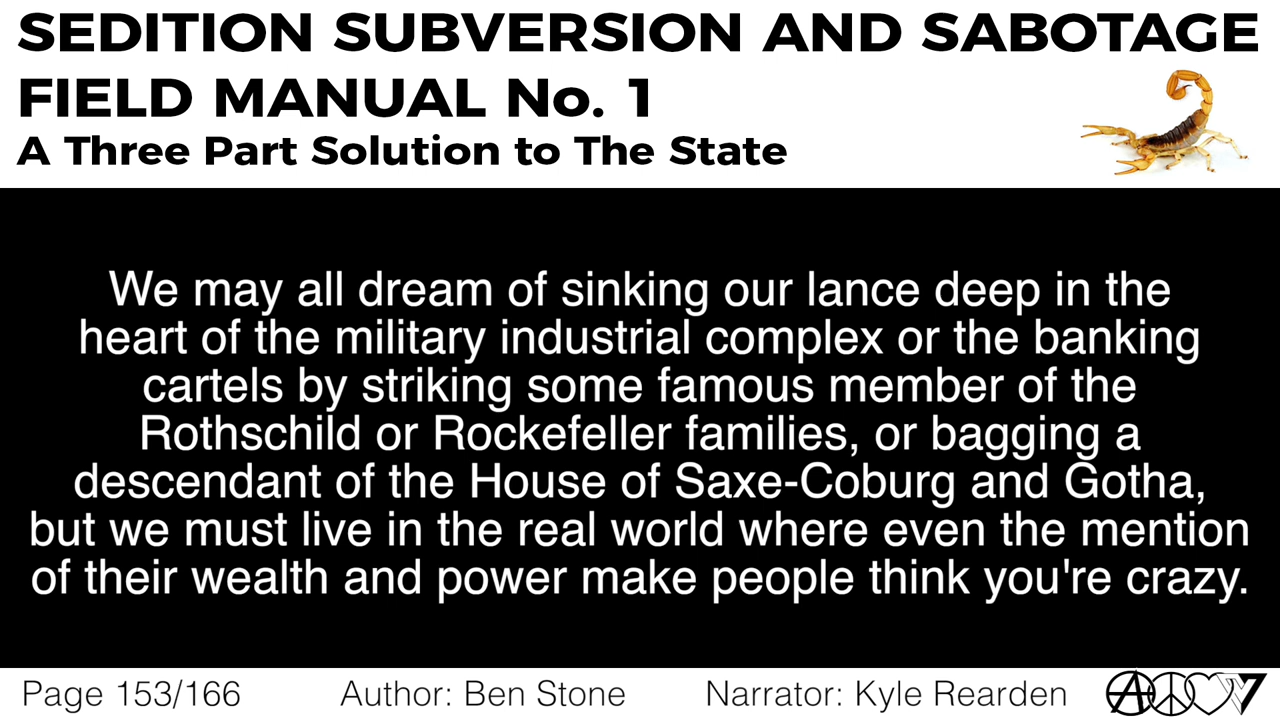 SEDITION SUBVERSION AND SABOTAGE
FIELD MANUAL No. 1
A Three Part Solution to The State
We may all dream of sinking our lance deep in the
heart of the military industrial complex or the banking
cartels by striking some famous member of the
Rothschild or Rockefeller families, or bagging a
descendant of the House of Saxe-Coburg and Gotha,
but we must live in the real world where even the mention
of their wealth and power make people think you're crazy.
Page 153/166 Author: Ben Stone Narrator: Kyle Rearden